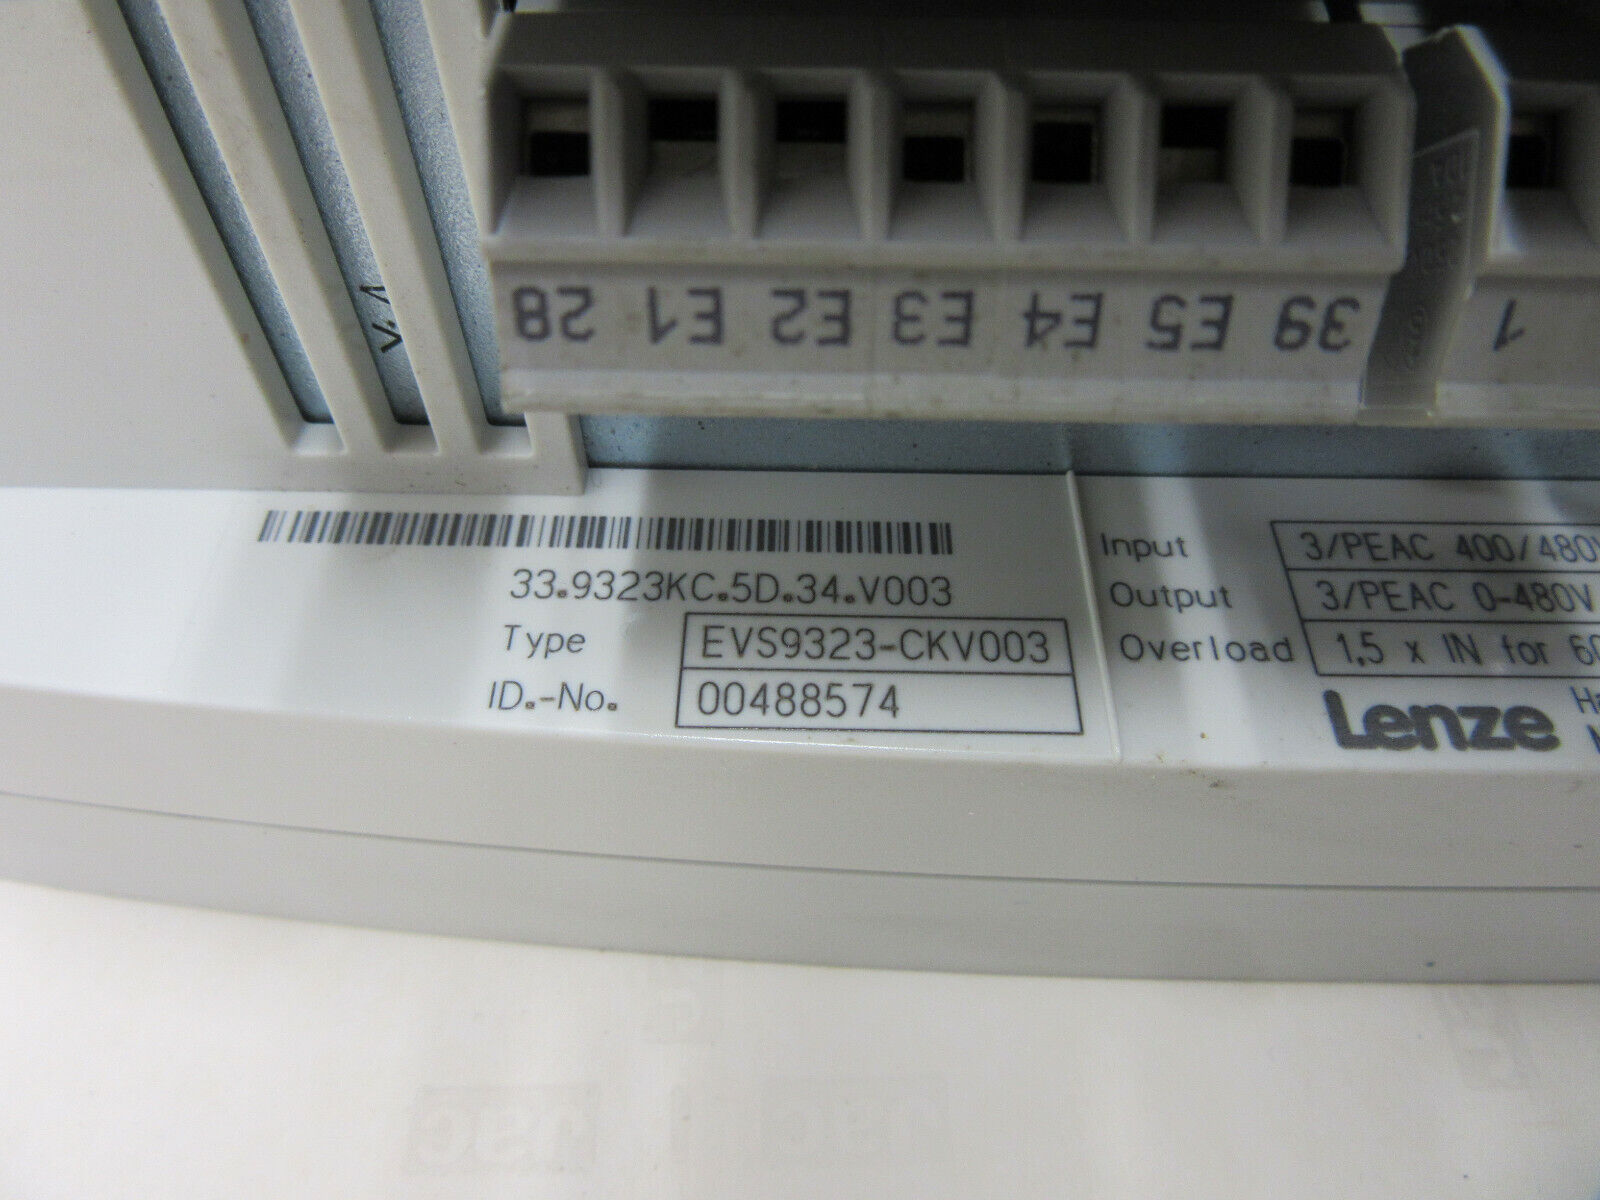 28 E1 E2 E3 E4 E5 39 1
33.9323KC.5D.34.V003
Type EVS9323-CKV003
ID.-No. 00488574
Input 3/PEAC 400/480V
Output 3/PEAC 0-480V
Overload 1,5 x IN for 60
Lenze